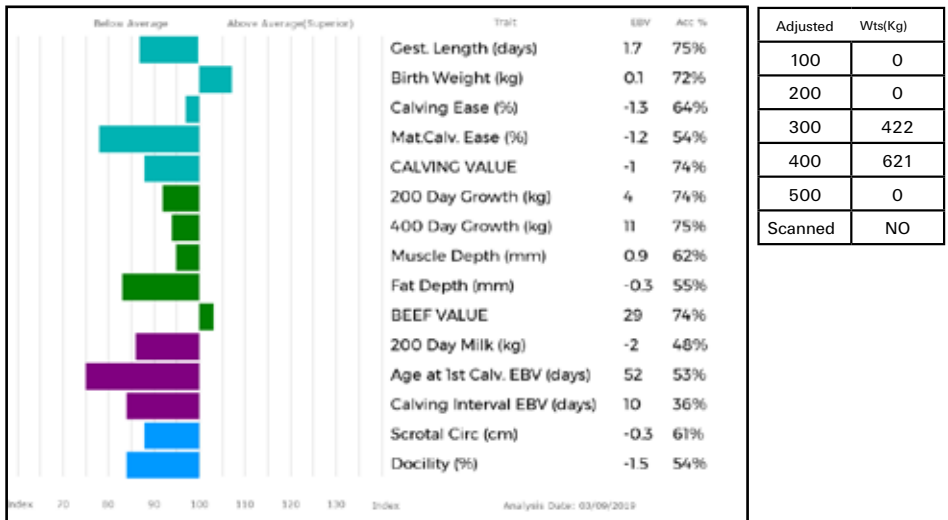 Below Average Above Average(Superior) Trait EBV Acc %
Gest. Length (days) 1.7 75%
Birth Weight (kg) 0.1 72%
Calving Ease (%) -1.3 64%
Mat.Calv. Ease (%) -1.2 54%
CALVING VALUE -1 74%
200 Day Growth (kg) 4 74%
400 Day Growth (kg) 11 75%
Muscle Depth (mm) 0.9 62%
Fat Depth (mm) -0.3 55%
BEEF VALUE 29 74%
200 Day Milk (kg) -2 48%
Age at 1st Calv. EBV (days) 52 53%
Calving Interval EBV (days) 10 36%
Scrotal Circ (cm) -0.3 61%
Docility (%) -1.5 54%
Index 70 80 90 100 110 120 130 Index Analysis Date: 03/09/2019
Adjusted Wts(Kg)
100 0
200 0
300 422
400 621
500 0
Scanned NO